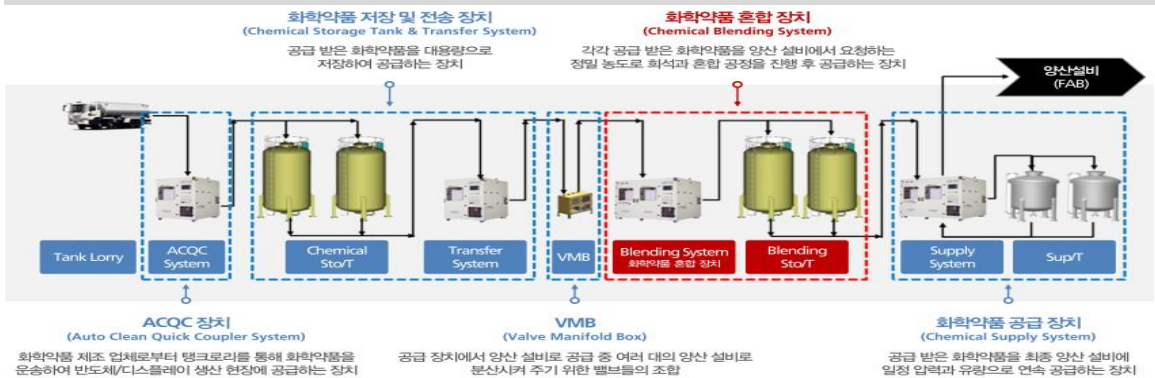 화학약품 저장 및 전송 장치
(Chemical Storage Tank & Transfer System)
공급 받은 화학약품을 대용량으로
저장하여 공급하는 장치
화학약품 혼합 장치
(Chemical Blending System)
각각 공급 받은 화학약품을 양산 설비에서 요청하는
정밀 농도로 희석과 혼합 공정을 진행 후 공급하는 장치
양산설비
(FAB)
Tank Lorry
ACQC
System
Chemical
Sto/T
Transfer
System
VMB
Blending System
화학약품 혼합 장치
Blending
Sto/T
Supply
System
Sup/T
ACQC 장치
(Auto Clean Quick Coupler System)
화학약품 제조 업체로부터 탱크로리를 통해 화학약품을
운송하여 반도체/디스플레이 생산 현장에 공급하는 장치
VMB
(Valve Manifold Box)
공급 장치에서 양산 설비로 공급 중 여러 대의 양산 설비로
분산시켜 주기 위한 밸브들의 조합
화학약품 공급 장치
(Chemical Supply System)
공급 받은 화학약품을 최종 양산 설비에
일정 압력과 유량으로 연속 공급하는 장치